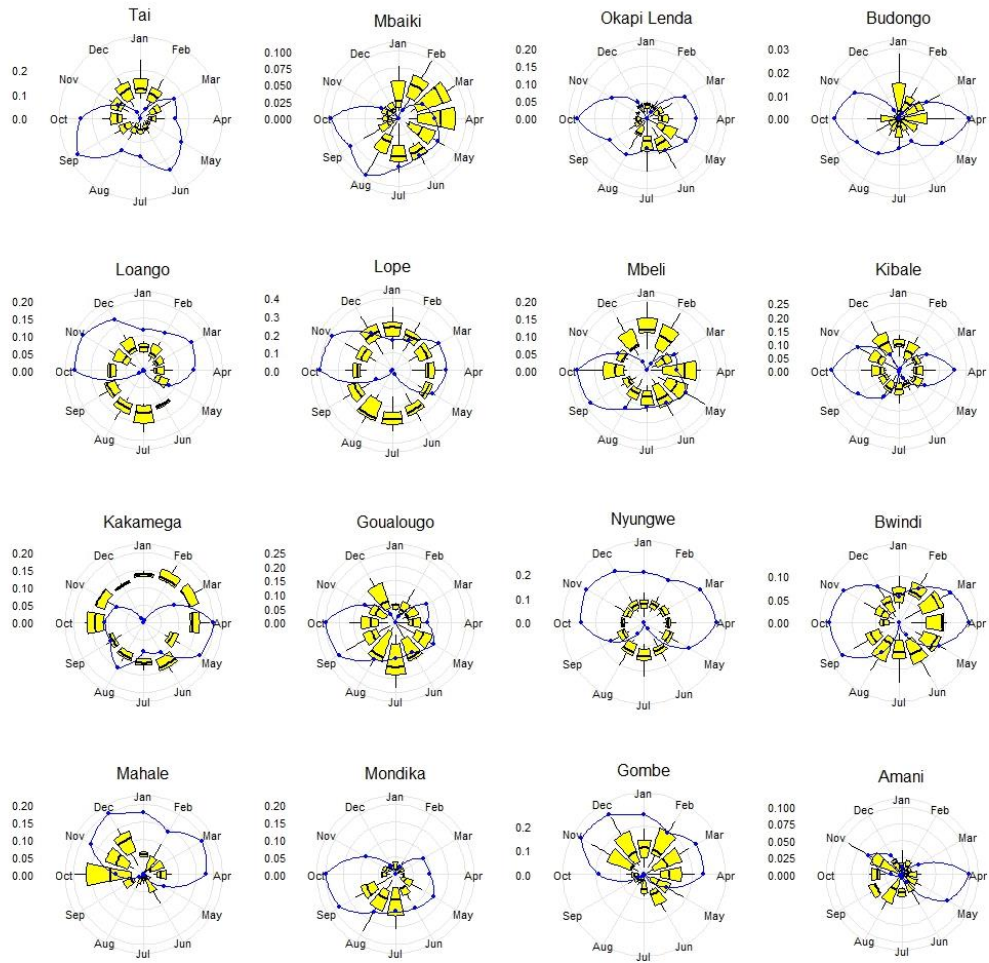 Tai
0.2
0.1
0.0
Jan
Feb
Mar
Apr
May
Jun
Jul
Aug
Sep
Oct
Nov
Dec
Mbaiki
0.100
0.075
0.050
0.025
0.000
Jan
Feb
Mar
Apr
May
Jun
Jul
Aug
Sep
Oct
Nov
Dec
Okapi Lenda
0.20
0.15
0.10
0.05
0.00
Jan
Feb
Mar
Apr
May
Jun
Jul
Aug
Sep
Oct
Nov
Dec
Budongo
0.03
0.02
0.01
0.00
Jan
Feb
Mar
Apr
May
Jun
Jul
Aug
Sep
Oct
Nov
Dec
Loango
0.20
0.15
0.10
0.05
0.00
Jan
Feb
Mar
Apr
May
Jun
Jul
Aug
Sep
Oct
Nov
Dec
Lope
0.4
0.3
0.2
0.1
0.0
Jan
Feb
Mar
Apr
May
Jun
Jul
Aug
Sep
Oct
Nov
Dec
Mbeli
0.20
0.15
0.10
0.05
0.00
Jan
Feb
Mar
Apr
May
Jun
Jul
Aug
Sep
Oct
Nov
Dec
Kibale
0.25
0.20
0.15
0.10
0.05
0.00
Jan
Feb
Mar
Apr
May
Jun
Jul
Aug
Sep
Oct
Nov
Dec
Kakamega
0.20
0.15
0.10
0.05
0.00
Jan
Feb
Mar
Apr
May
Jun
Jul
Aug
Sep
Oct
Nov
Dec
Goualougo
0.25
0.20
0.15
0.10
0.05
0.00
Jan
Feb
Mar
Apr
May
Jun
Jul
Aug
Sep
Oct
Nov
Dec
Nyungwe
0.2
0.1
0.0
Jan
Feb
Mar
Apr
May
Jun
Jul
Aug
Sep
Oct
Nov
Dec
Bwindi
0.10
0.05
0.00
Jan
Feb
Mar
Apr
May
Jun
Jul
Aug
Sep
Oct
Nov
Dec
Mahale
0.20
0.15
0.10
0.05
0.00
Jan
Feb
Mar
Apr
May
Jun
Jul
Aug
Sep
Oct
Nov
Dec
Mondika
0.20
0.15
0.10
0.05
0.00
Jan
Feb
Mar
Apr
May
Jun
Jul
Aug
Sep
Oct
Nov
Dec
Gombe
0.2
0.1
0.0
Jan
Feb
Mar
Apr
May
Jun
Jul
Aug
Sep
Oct
Nov
Dec
Amani
0.100
0.075
0.050
0.025
0.000
Jan
Feb
Mar
Apr
May
Jun
Jul
Aug
Sep
Oct
Nov
Dec